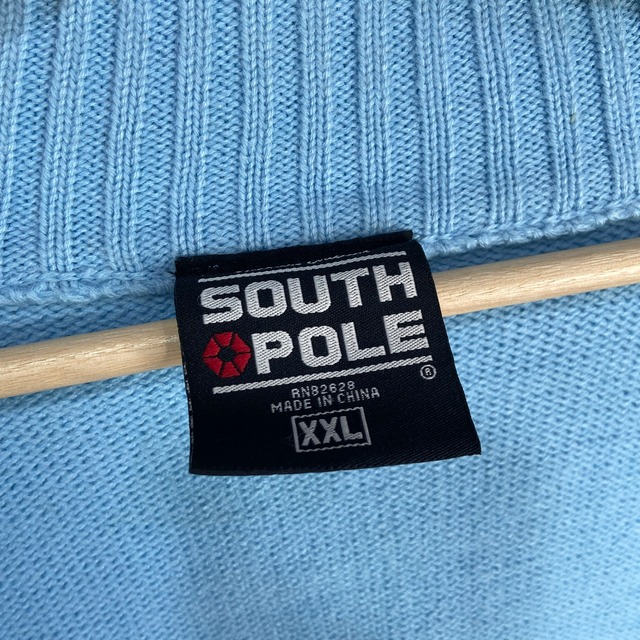 SOUTH
POLE
®
RN82628
MADE IN CHINA
XXL